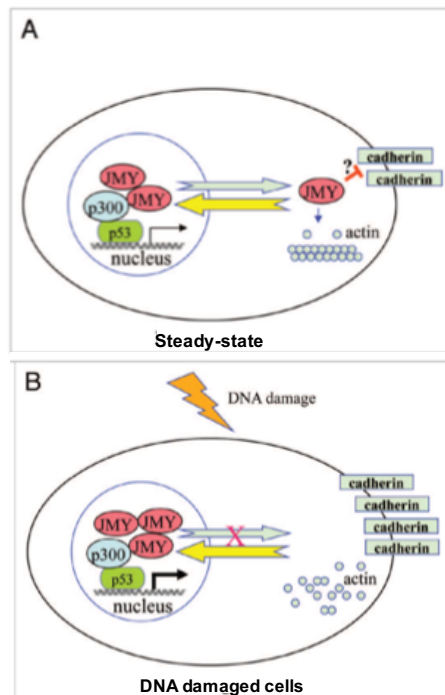 A
cadherin
?
cadherin
JMY
JMY
JMY
p300
actin
p53
nucleus
Steady-state
B
DNA damage
cadherin
cadherin
JMY
JMY
cadherin
X
JMY
cadherin
p300
actin
p53
nucleus
DNA damaged cells